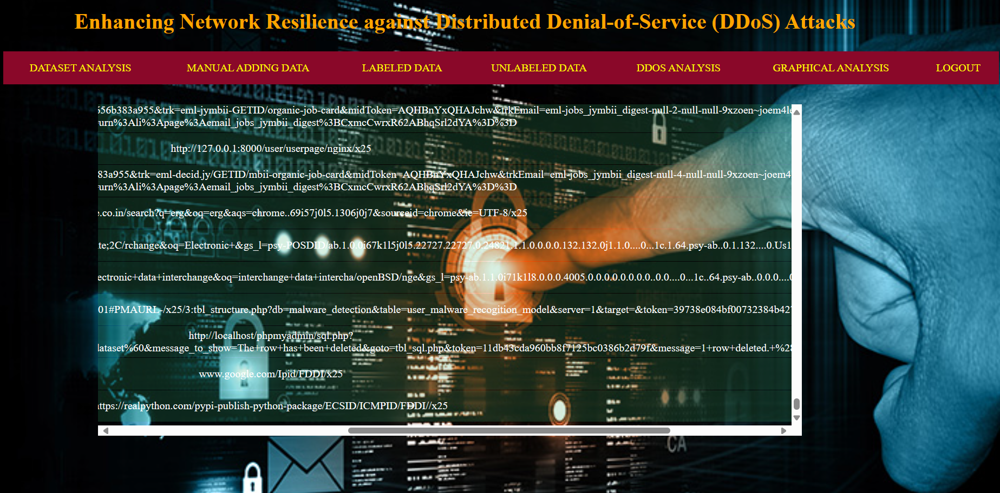 Enhancing Network Resilience against Distributed Denial-of-Service (DDoS) Attacks
DATASET ANALYSIS MANUAL ADDING DATA LABELED DATA UNLABELED DATA DDOS ANALYSIS GRAPHICAL ANALYSIS LOGOUT
556b383a955&trk=eml-jymbii-GETID/organic-job-card&midToken=AQHBnYxQHAJchw&trkEmail=eml-jobs_jymbii_digest-null-2-null-null-9xzoen~joem4le
urn%3Ali%3Apage%3Aemail_jobs_jymbii_digest%3BCxmcCwrxR62ABhqSrl2dYA%3D%3D
http://127.0.0.1:8000/user/userpage/nginx/x25
83a955&trk=eml-decid.jy/GETID/mbii-organic-job-card&midToken=AQHBnYxQHAJchw&trkEmail=eml-jobs_jymbii_digest-null-4-null-null-9xzoen~joem4
urn%3Ali%3Apage%3Aemail_jobs_jymbii_digest%3BCxmcCwrxR62ABhqSrl2dYA%3D%3D
e.co.in/search?q=erg&oq=erg&aqs=chrome..69i57j0l5.1306j0j7&sourceid=chrome&ie=UTF-8/x25
te;2C/rchange&oq=Electronic+&gs_l=psy-POSDID/ab.1.0.0i67k1l5j0l5.22727.22727.0.24821.1.1.0.0.0.0.132.132.0j1.1.0....0...1c.1.64.psy-ab..0.1.132....0.Us1
ectronic+data+interchange&oq=interchange+data+intercha/openBSD/nge&gs_l=psy-ab.1.1.0i71k1l8.0.0.0.4005.0.0.0.0.0.0.0.0..0.0....0...1c..64.psy-ab..0.0.0....0
01#PMAURL-/x25/3:tbl_structure.php?db=malware_detection&table=user_malware_recogition_model&server=1&target=&token=39738e084bf00732384b427
http://localhost/phpmyadmin/sql.php?
dataset%60&message_to_show=The+row+has+been+deleted&goto=tbl_sql.php&token=11db43cda960bb8f7125bc0386b2d79f&message=1+row+deleted.+%28
www.google.com/Ipid/FDDI/x25
https://realpython.com/pypi-publish-python-package/ECSID/ICMPID/FDDI//x25
CA